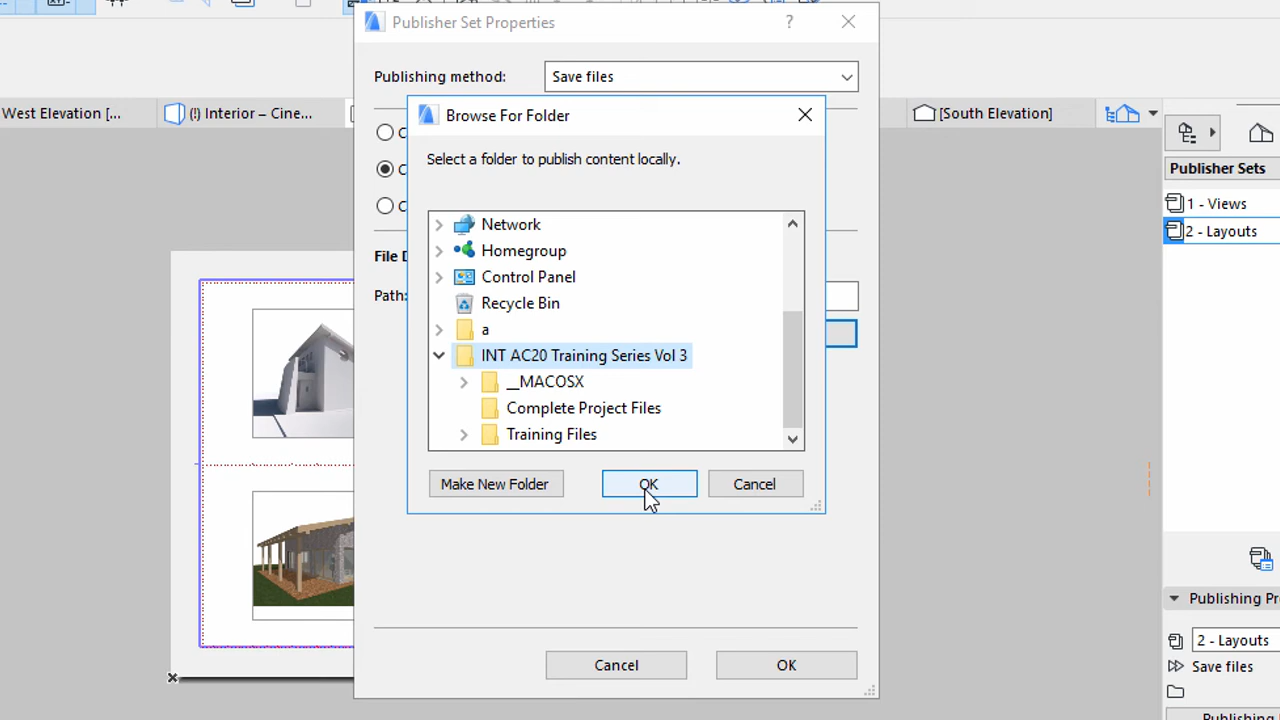 Publisher Set Properties
?
Publishing method:
Save files
West Elevation [...
(!) Interior – Cine...
Browse For Folder
[South Elevation]
Select a folder to publish content locally.
Publisher Sets
1 - Views
2 - Layouts
Network
Homegroup
Control Panel
Recycle Bin
a
INT AC20 Training Series Vol 3
__MACOSX
Complete Project Files
Training Files
Path:
Make New Folder
OK
Cancel
2 - Layouts
Save files
Cancel
OK